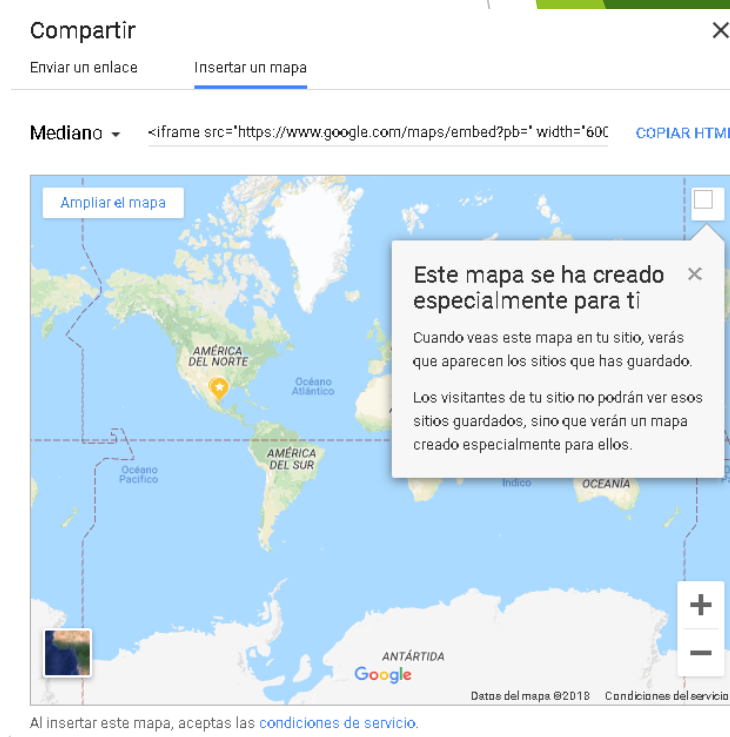 Compartir
Enviar un enlace
Insertar un mapa
Mediano
<iframe src="https://www.google.com/maps/embed?pb=" width="600
COPIAR HTML
Ampliar el mapa
Este mapa se ha creado
especialmente para ti
Cuando veas este mapa en tu sitio, verás
que aparecen los sitios que has guardado.
Los visitantes de tu sitio no podrán ver esos
sitios guardados, sino que verán un mapa
creado especialmente para ellos.
AMÉRICA
DEL NORTE
Océano
Atlántico
AMÉRICA
DEL SUR
Océano
Pacífico
Índico
OCEANÍA
ANTÁRTIDA
Google
Datos del mapa ©2018
Condiciones del servicio
Al insertar este mapa, aceptas las condiciones de servicio.